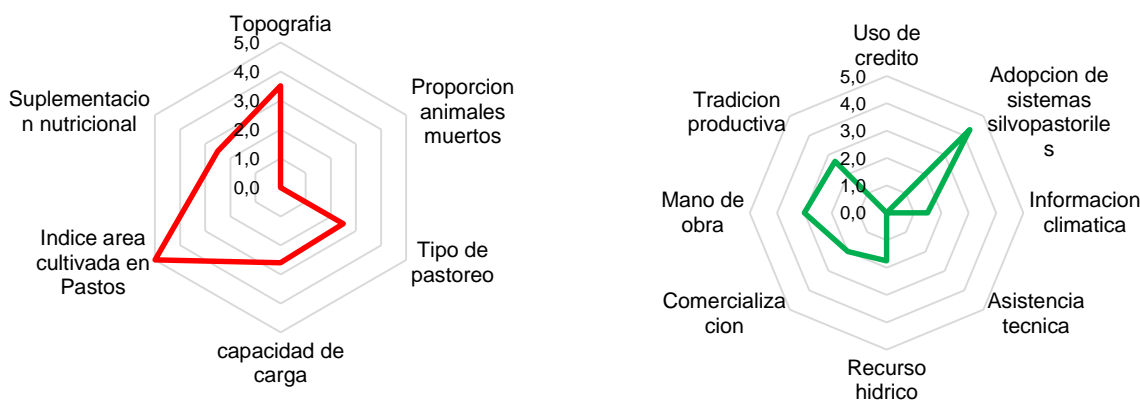 Topografia
5,0
4,0
3,0
2,0
1,0
0,0
Proporcion
animales
muertos
Tipo de
pastoreo
capacidad de
carga
Indice area
cultivada en
Pastos
Suplementacio
n nutricional
Uso de
credito
5,0
4,0
3,0
2,0
1,0
0,0
Adopcion de
sistemas
silvopastorile
s
Informacion
climatica
Asistencia
tecnica
Recurso
hidrico
Comercializa
cion
Mano de
obra
Tradicion
productiva